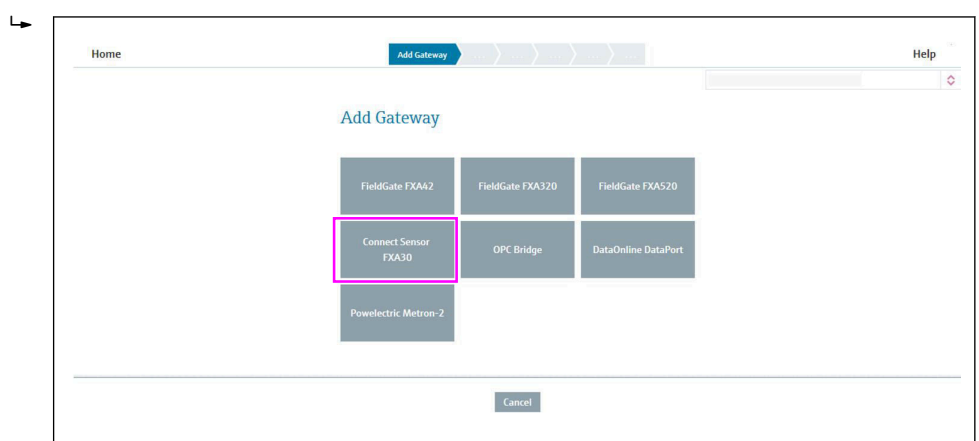 Home
Add Gateway
Help
Add Gateway
FieldGate FXA42
FieldGate FXA320
FieldGate FXA520
Connect Sensor
FXA30
OPC Bridge
DataOnline DataPort
Powelectric Metron-2
Cancel